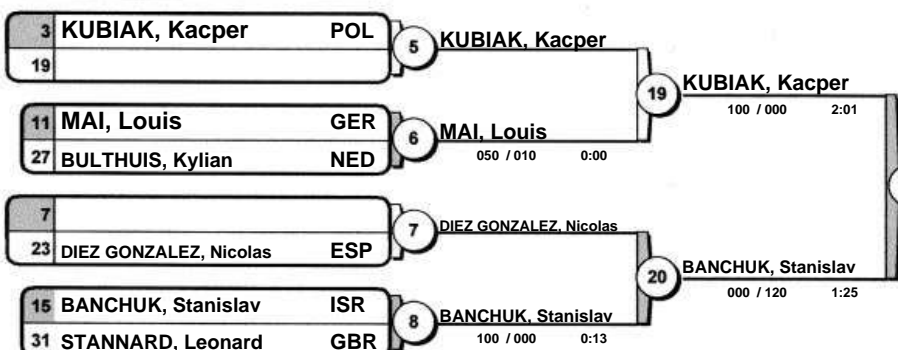 3 KUBIAK, Kacper POL
19
5
KUBIAK, Kacper
19
KUBIAK, Kacper
100 / 000 2:01
11 MAI, Louis GER
27 BULTHUIS, Kylian NED
6
MAI, Louis
050 / 010 0:00
7
23 DIEZ GONZALEZ, Nicolas ESP
7
DIEZ GONZALEZ, Nicolas
20
BANCHUK, Stanislav
000 / 120 1:25
15 BANCHUK, Stanislav ISR
31 STANNARD, Leonard GBR
8
BANCHUK, Stanislav
100 / 000 0:13